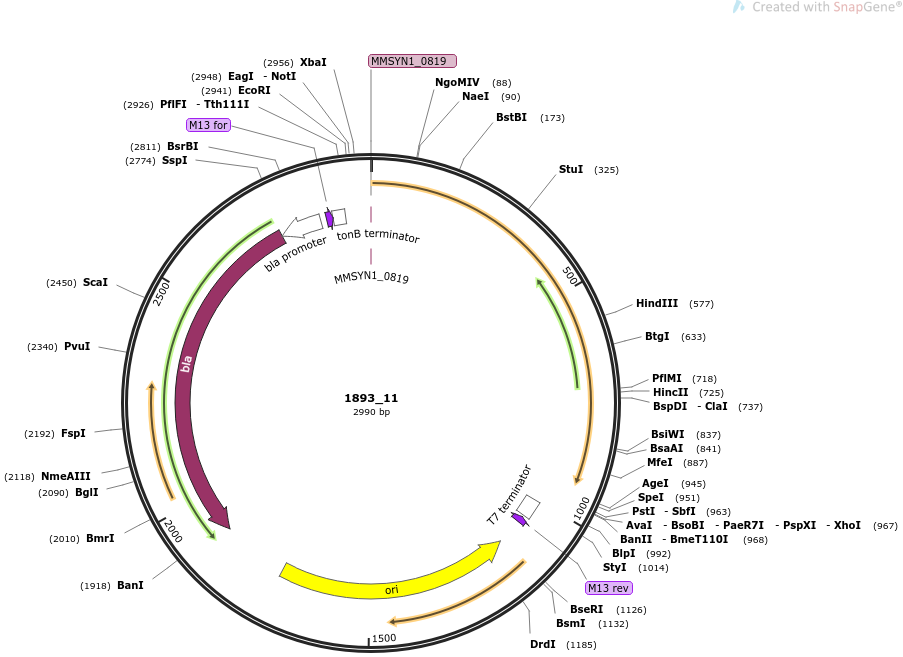 Created with SnapGene®
(2956) XbaI
(2948) EagI - NotI
(2941) EcoRI
(2926) PflFI - Tth111I
M13 for
(2811) BsrBI
(2774) SspI
(2450) ScaI
(2340) PvuI
(2192) FspI
(2118) NmeAIII
(2090) BglI
(2010) BmrI
(1918) BanI
MMSYN1_0819
NgoMIV (88)
NaeI (90)
BstBI (173)
StuI (325)
HindIII (577)
BtgI (633)
PflMI (718)
HincII (725)
BspDI - ClaI (737)
BsiWI (837)
BsaAI (841)
MfeI (887)
AgeI (945)
SpeI (951)
PstI - SbfI (963)
AvaI - BsoBI - PaeR7I - PspXI - XhoI (967)
BanII - BmeT110I (968)
BlpI (992)
StyI (1014)
M13 rev
BseRI (1126)
BsmI (1132)
DrdI (1185)
500
1000
1500
2000
2500
bla promoter
tonB terminator
MMSYN1_0819
bla
T7 terminator
ori
1893_11
2990 bp